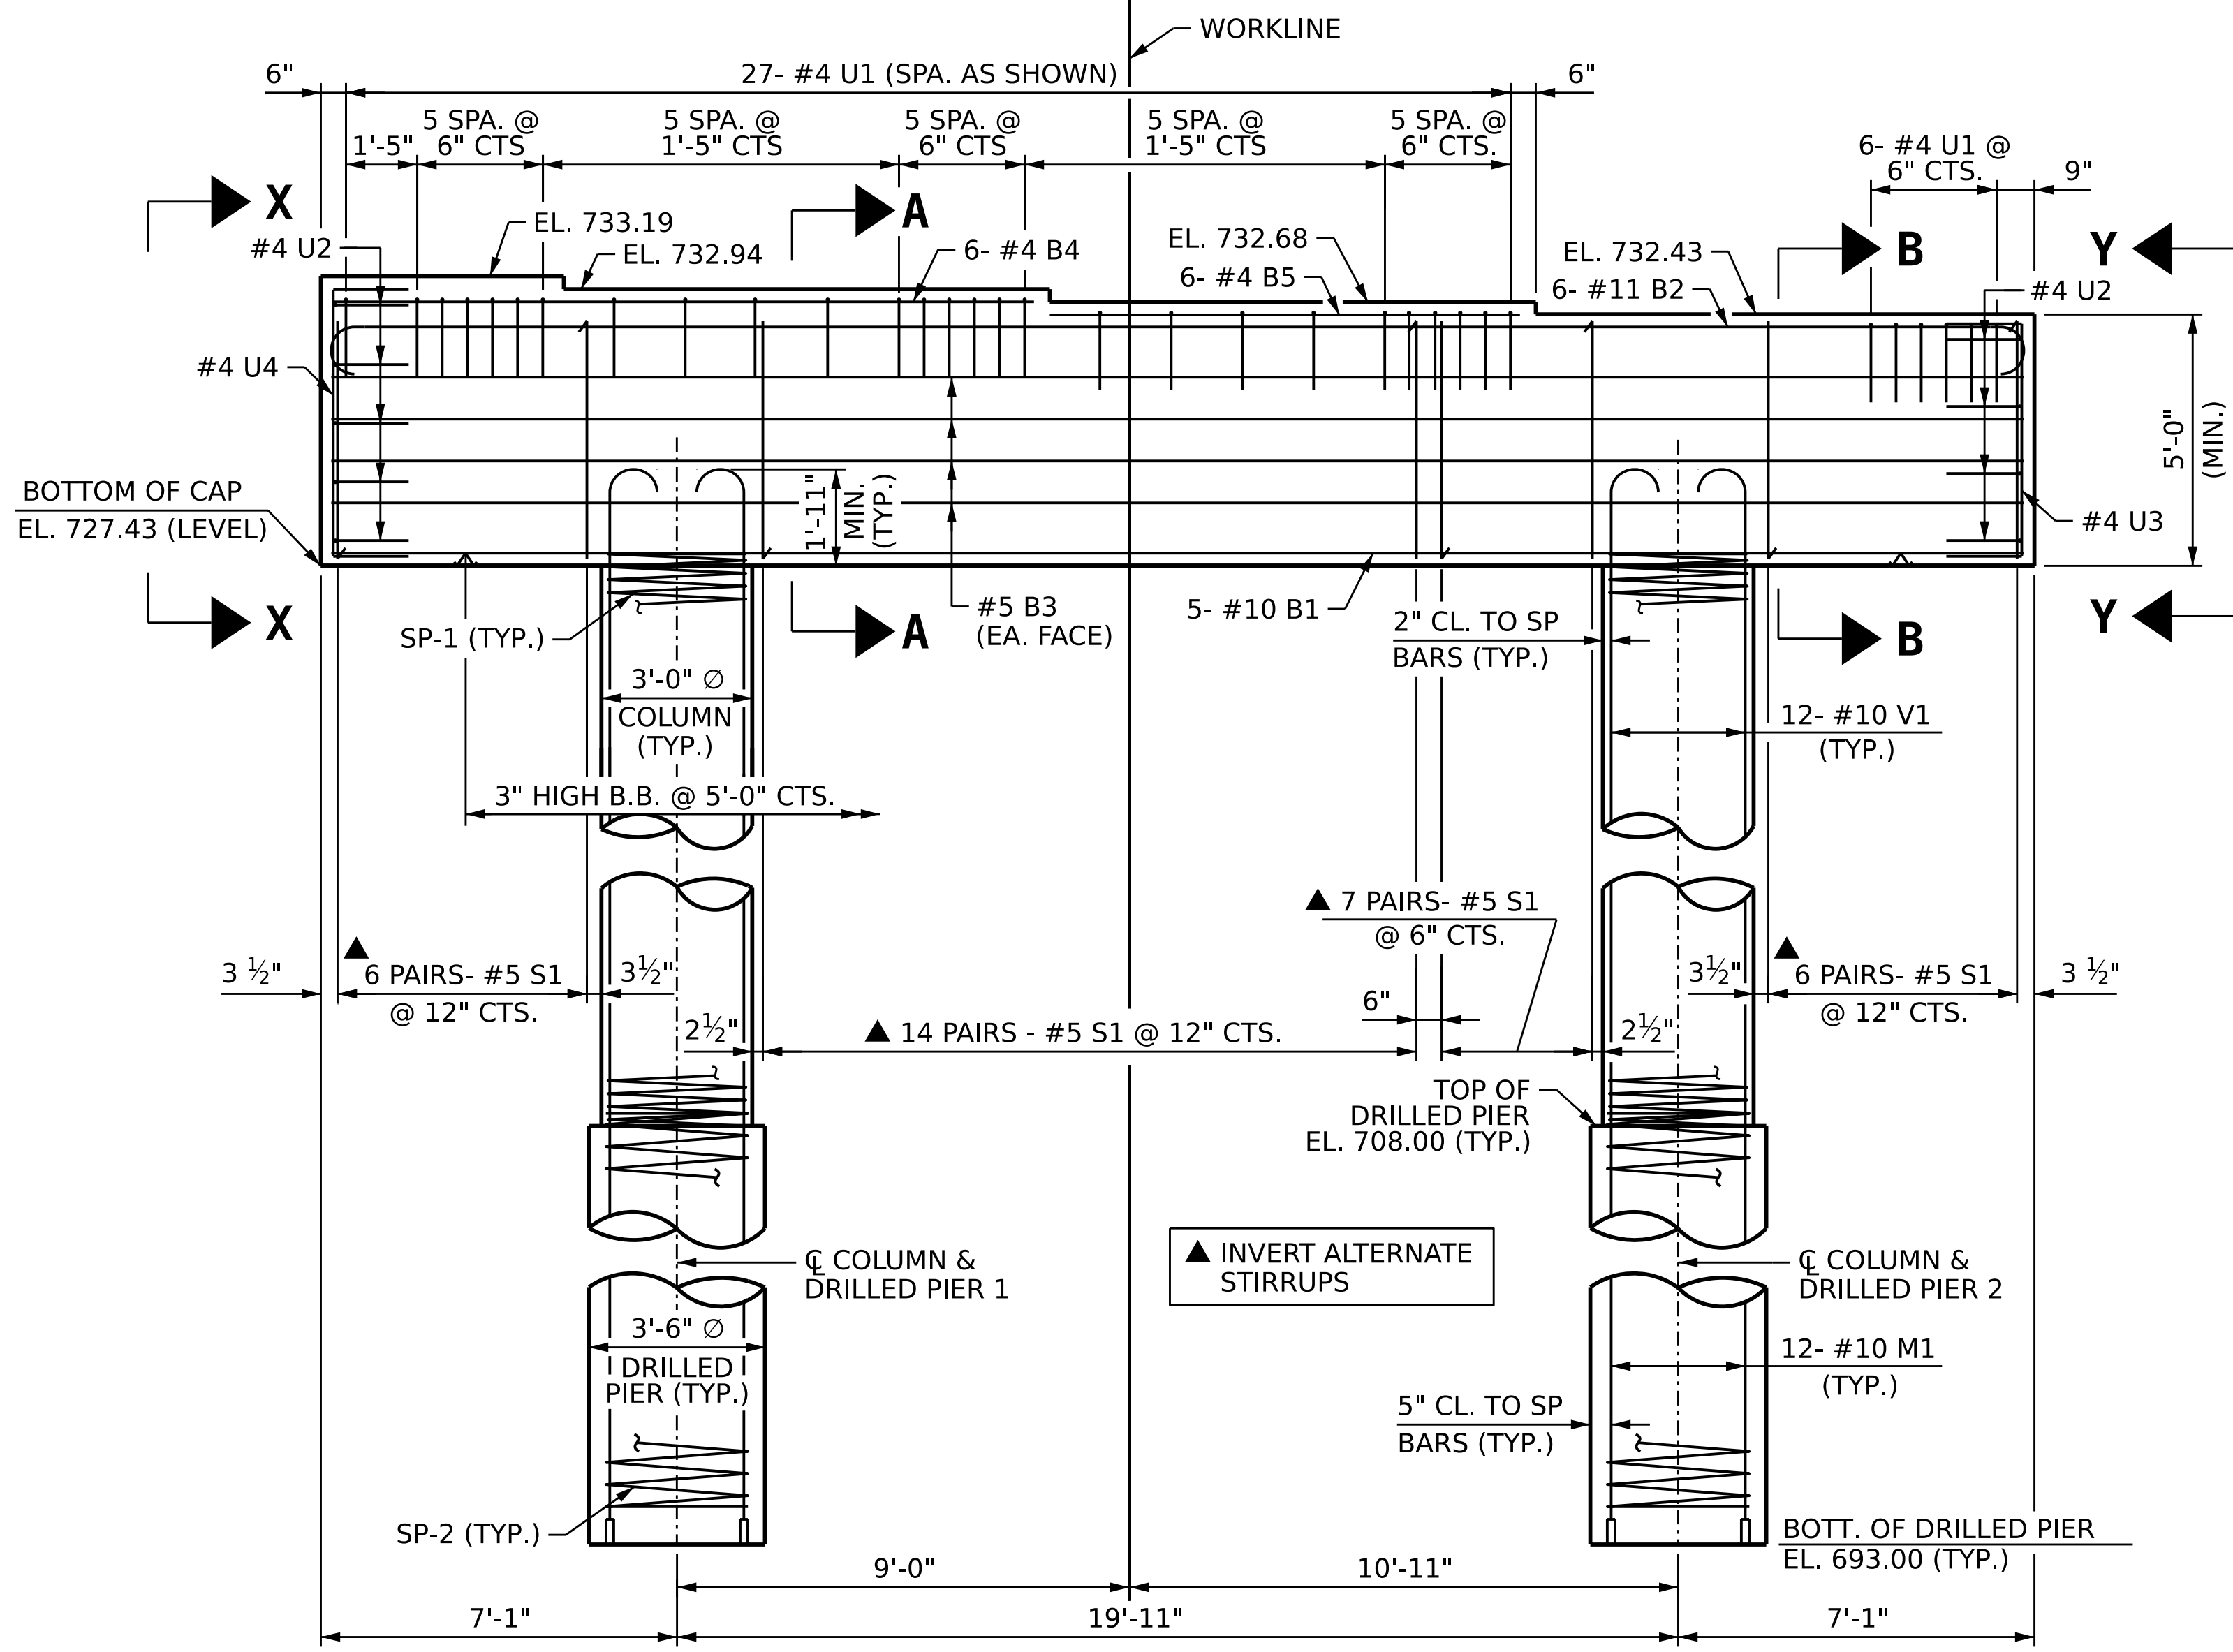 WORKLINE
6"
27- #4 U1 (SPA. AS SHOWN)
6"
5 SPA. @
5 SPA. @
5 SPA. @
5 SPA. @
5 SPA. @
1'-5"
6" CTS
1'-5" CTS
6" CTS
1'-5" CTS
6" CTS.
6- #4 U1 @
6" CTS.
9"
X
A
B
Y
EL. 733.19
#4 U2
EL. 732.94
6- #4 B4
EL. 732.68
EL. 732.43
6- #4 B5
6- #11 B2
#4 U2
#4 U4
5'-0"
(MIN.)
BOTTOM OF CAP
EL. 727.43 (LEVEL)
1'-11"
MIN.
(TYP.)
#4 U3
X
A
B
Y
SP-1 (TYP.)
#5 B3
(EA. FACE)
5- #10 B1
2" CL. TO SP
BARS (TYP.)
3'-0" ∅
COLUMN
(TYP.)
12- #10 V1
(TYP.)
3" HIGH B.B. @ 5'-0" CTS.
▲ 7 PAIRS- #5 S1
@ 6" CTS.
3 ½"
▲
6 PAIRS- #5 S1
@ 12" CTS.
3½"
3½"
▲
6 PAIRS- #5 S1
@ 12" CTS.
3 ½"
6"
2½"
▲ 14 PAIRS - #5 S1 @ 12" CTS.
2½"
TOP OF
DRILLED PIER
EL. 708.00 (TYP.)
▲ INVERT ALTERNATE
STIRRUPS
℄ COLUMN &
DRILLED PIER 1
℄ COLUMN &
DRILLED PIER 2
3'-6" ∅
DRILLED
PIER (TYP.)
12- #10 M1
(TYP.)
5" CL. TO SP
BARS (TYP.)
SP-2 (TYP.)
BOTT. OF DRILLED PIER
EL. 693.00 (TYP.)
9'-0"
10'-11"
7'-1"
19'-11"
7'-1"